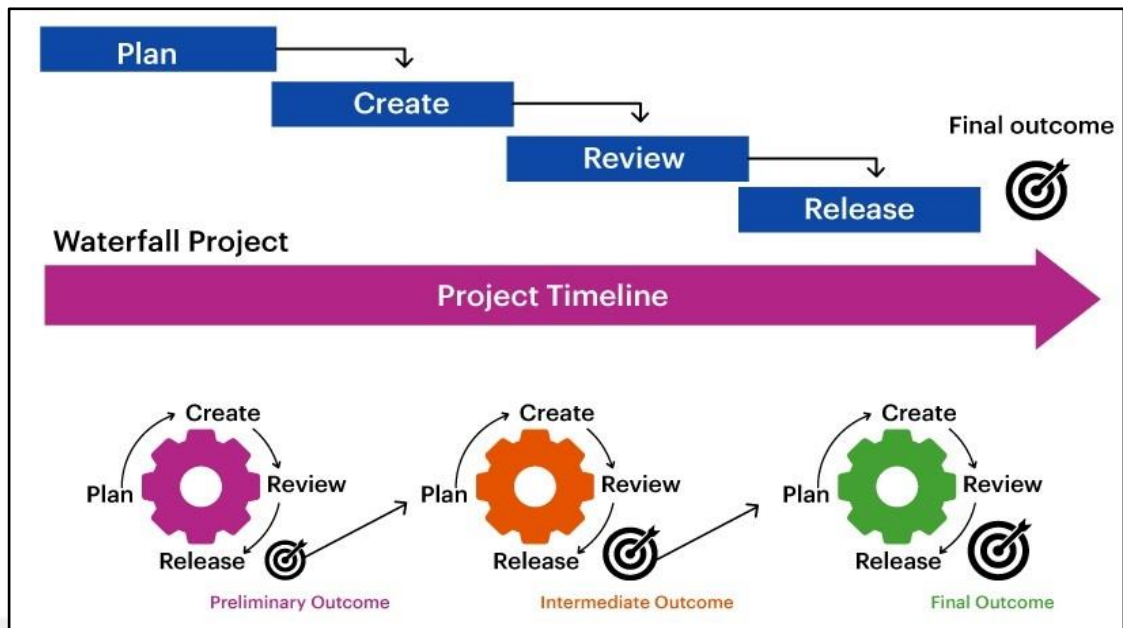 Plan
Create
Review
Final outcome
Release
Waterfall Project
Project Timeline
Create
Plan
Review
Release
Preliminary Outcome
Create
Plan
Review
Release
Intermediate Outcome
Create
Plan
Review
Release
Final Outcome